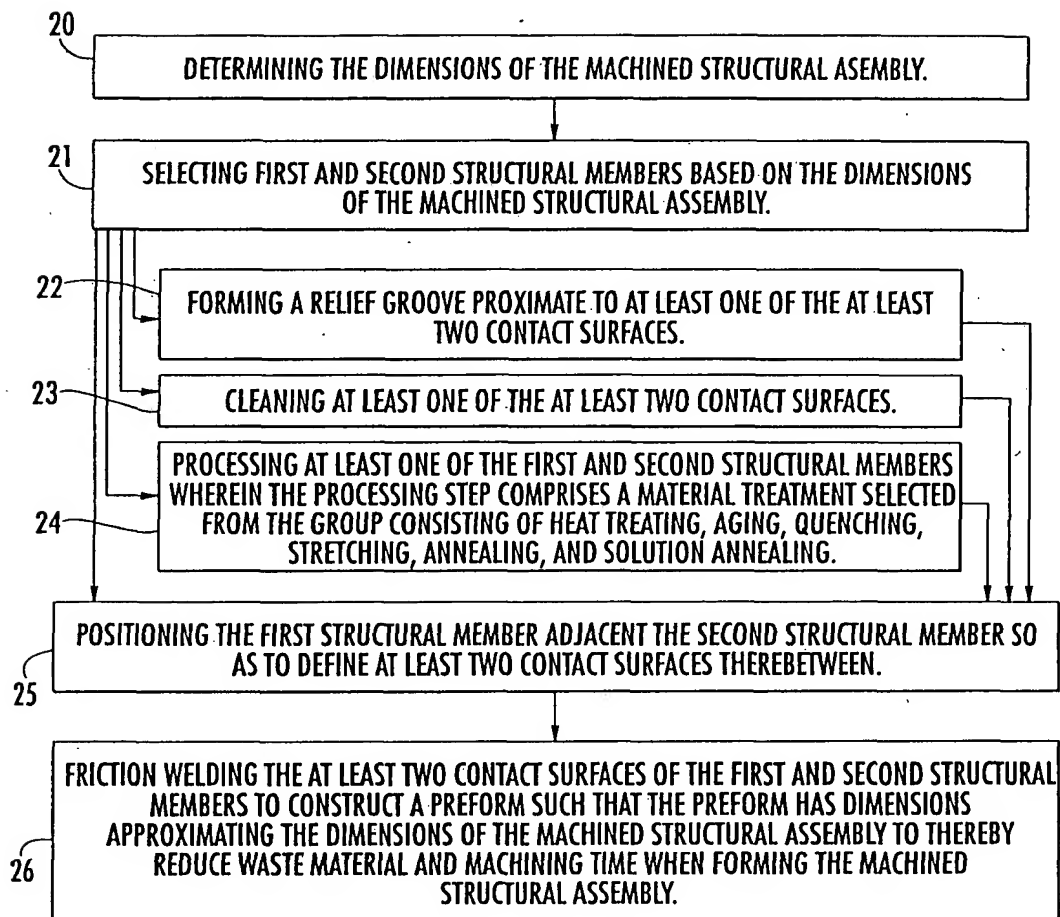 20
DETERMINING THE DIMENSIONS OF THE MACHINED STRUCTURAL ASEMBLY.
21
SELECTING FIRST AND SECOND STRUCTURAL MEMBERS BASED ON THE DIMENSIONS
OF THE MACHINED STRUCTURAL ASSEMBLY.
22
FORMING A RELIEF GROOVE PROXIMATE TO AT LEAST ONE OF THE AT LEAST
TWO CONTACT SURFACES.
23
CLEANING AT LEAST ONE OF THE AT LEAST TWO CONTACT SURFACES.
24
PROCESSING AT LEAST ONE OF THE FIRST AND SECOND STRUCTURAL MEMBERS
WHEREIN THE PROCESSING STEP COMPRISES A MATERIAL TREATMENT SELECTED
FROM THE GROUP CONSISTING OF HEAT TREATING, AGING, QUENCHING,
STRETCHING, ANNEALING, AND SOLUTION ANNEALING.
25
POSITIONING THE FIRST STRUCTURAL MEMBER ADJACENT THE SECOND STRUCTURAL MEMBER SO
AS TO DEFINE AT LEAST TWO CONTACT SURFACES THEREBETWEEN.
26
FRICTION WELDING THE AT LEAST TWO CONTACT SURFACES OF THE FIRST AND SECOND STRUCTURAL
MEMBERS TO CONSTRUCT A PREFORM SUCH THAT THE PREFORM HAS DIMENSIONS
APPROXIMATING THE DIMENSIONS OF THE MACHINED STRUCTURAL ASSEMBLY TO THEREBY
REDUCE WASTE MATERIAL AND MACHINING TIME WHEN FORMING THE MACHINED
STRUCTURAL ASSEMBLY.